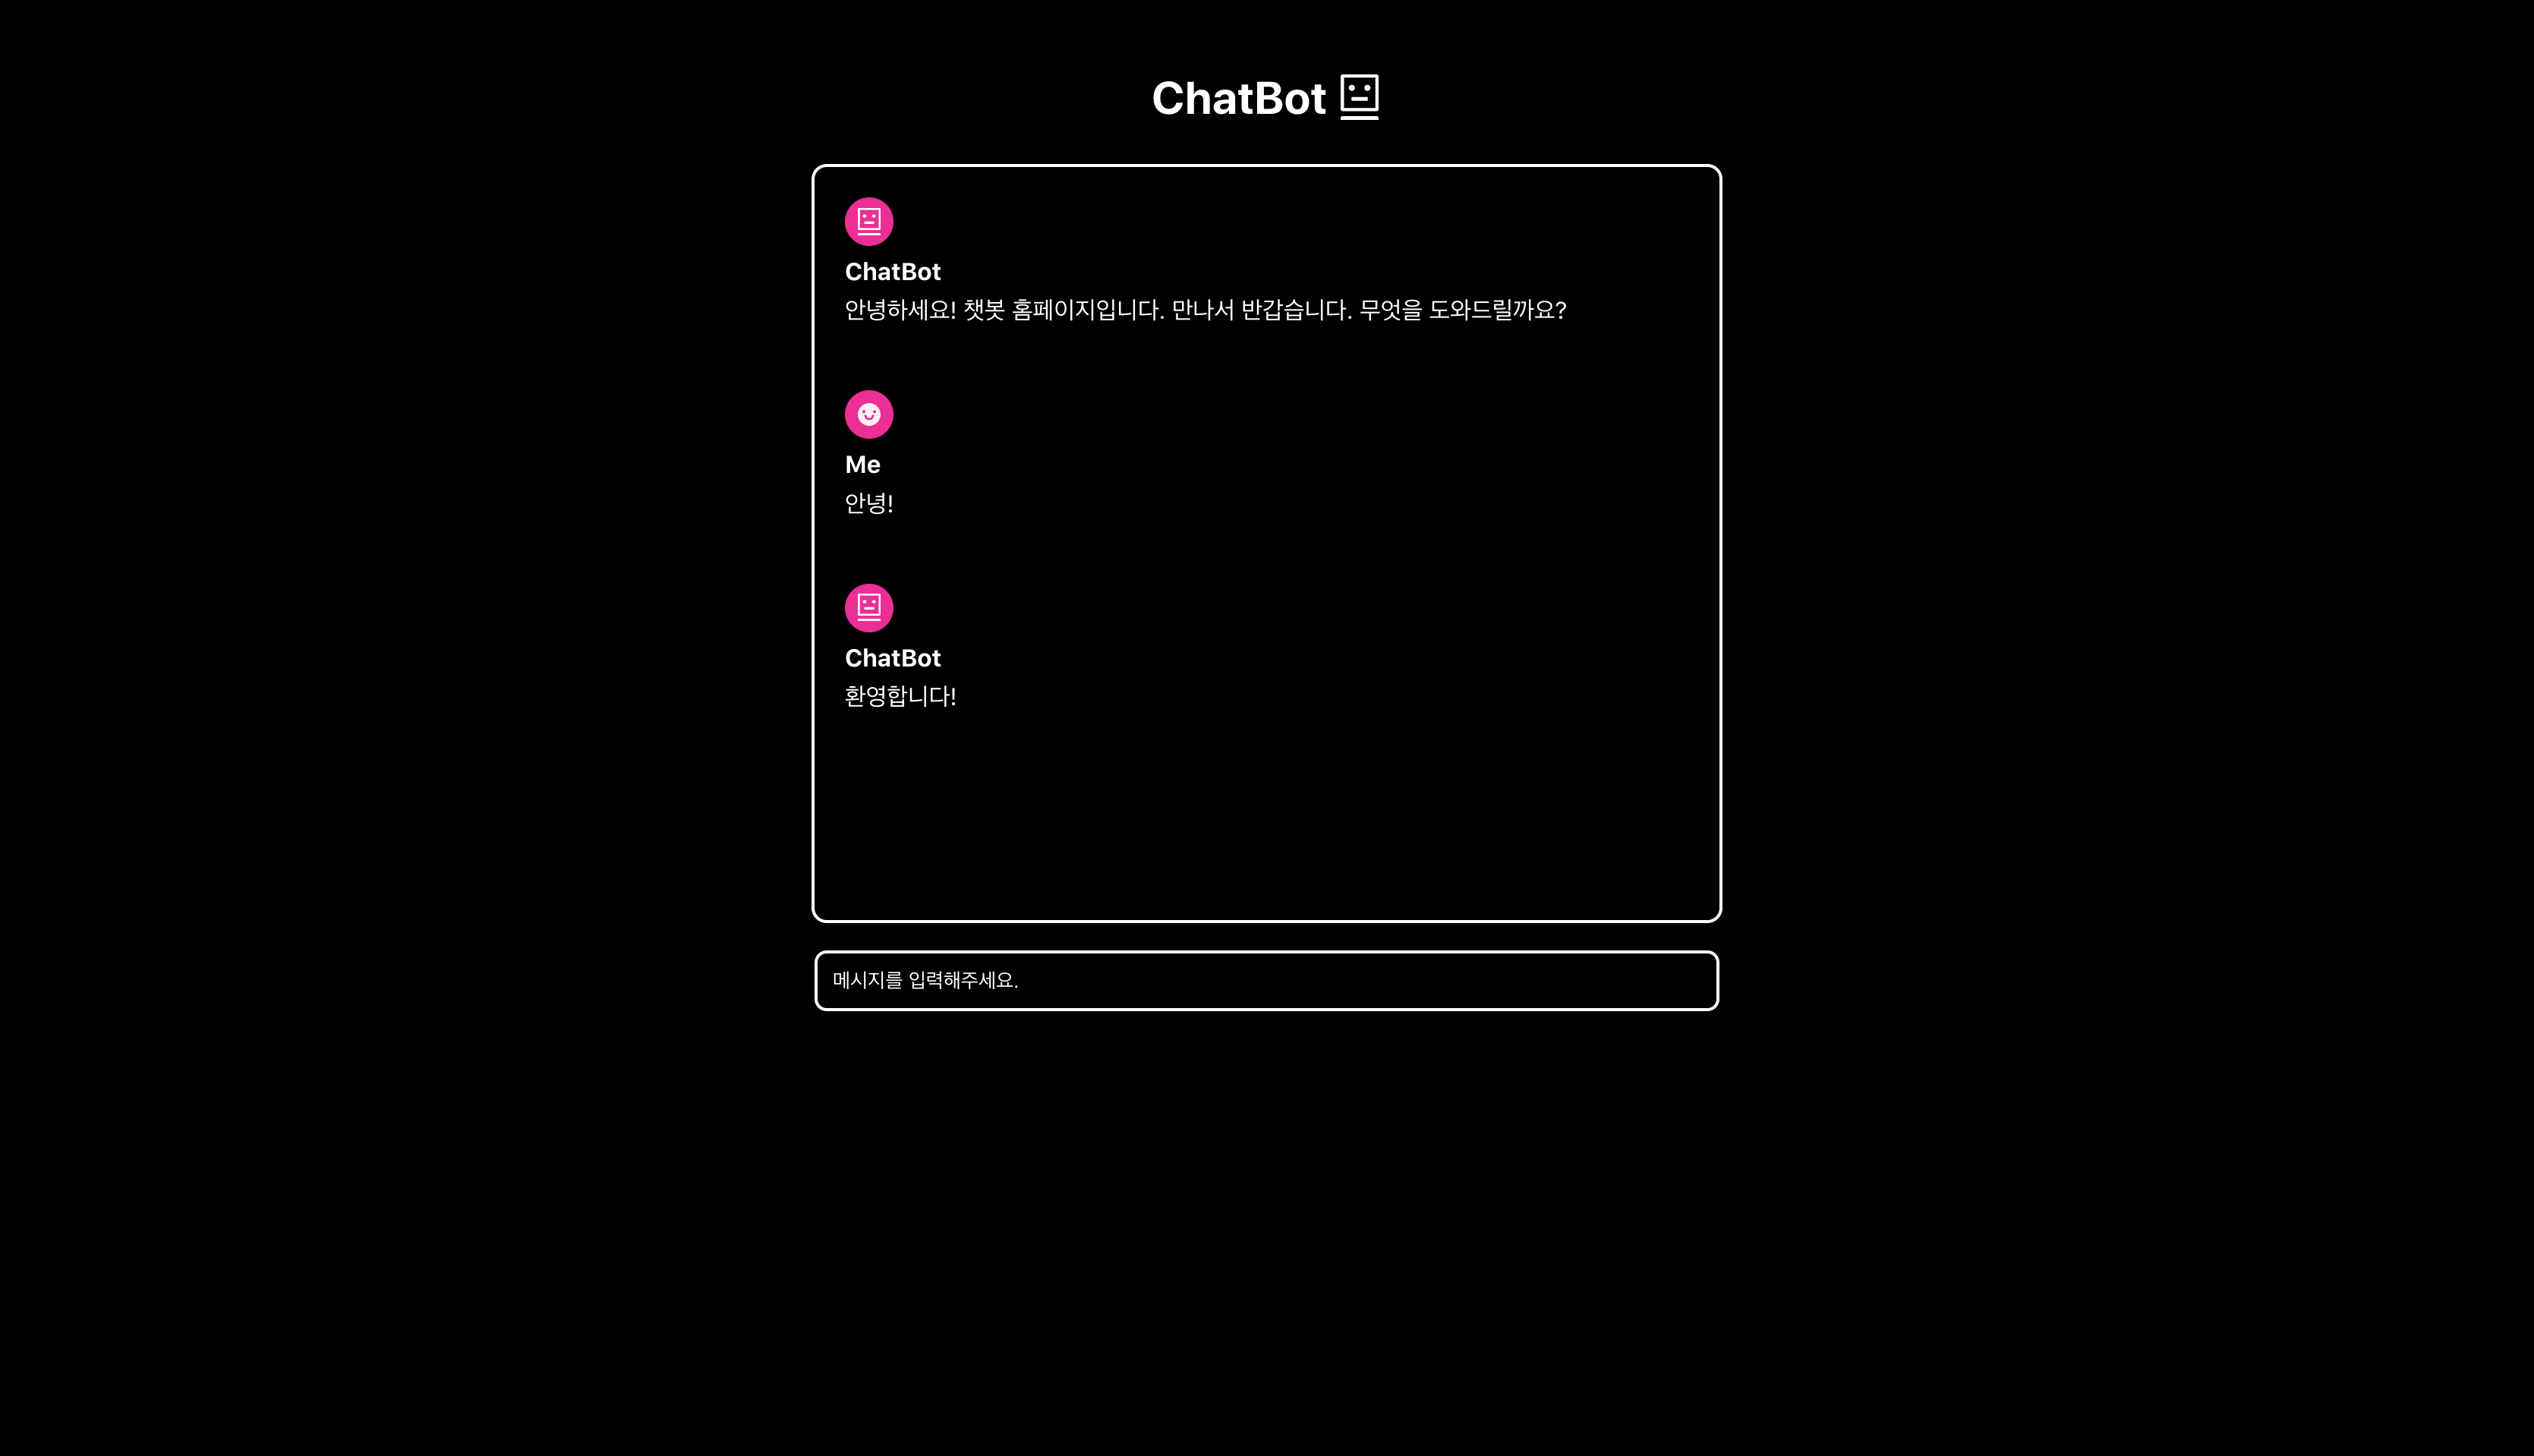 ChatBot
ChatBot
안녕하세요! 챗봇 홈페이지입니다. 만나서 반갑습니다. 무엇을 도와드릴까요?
Me
안녕!
ChatBot
환영합니다!
메시지를 입력해주세요.